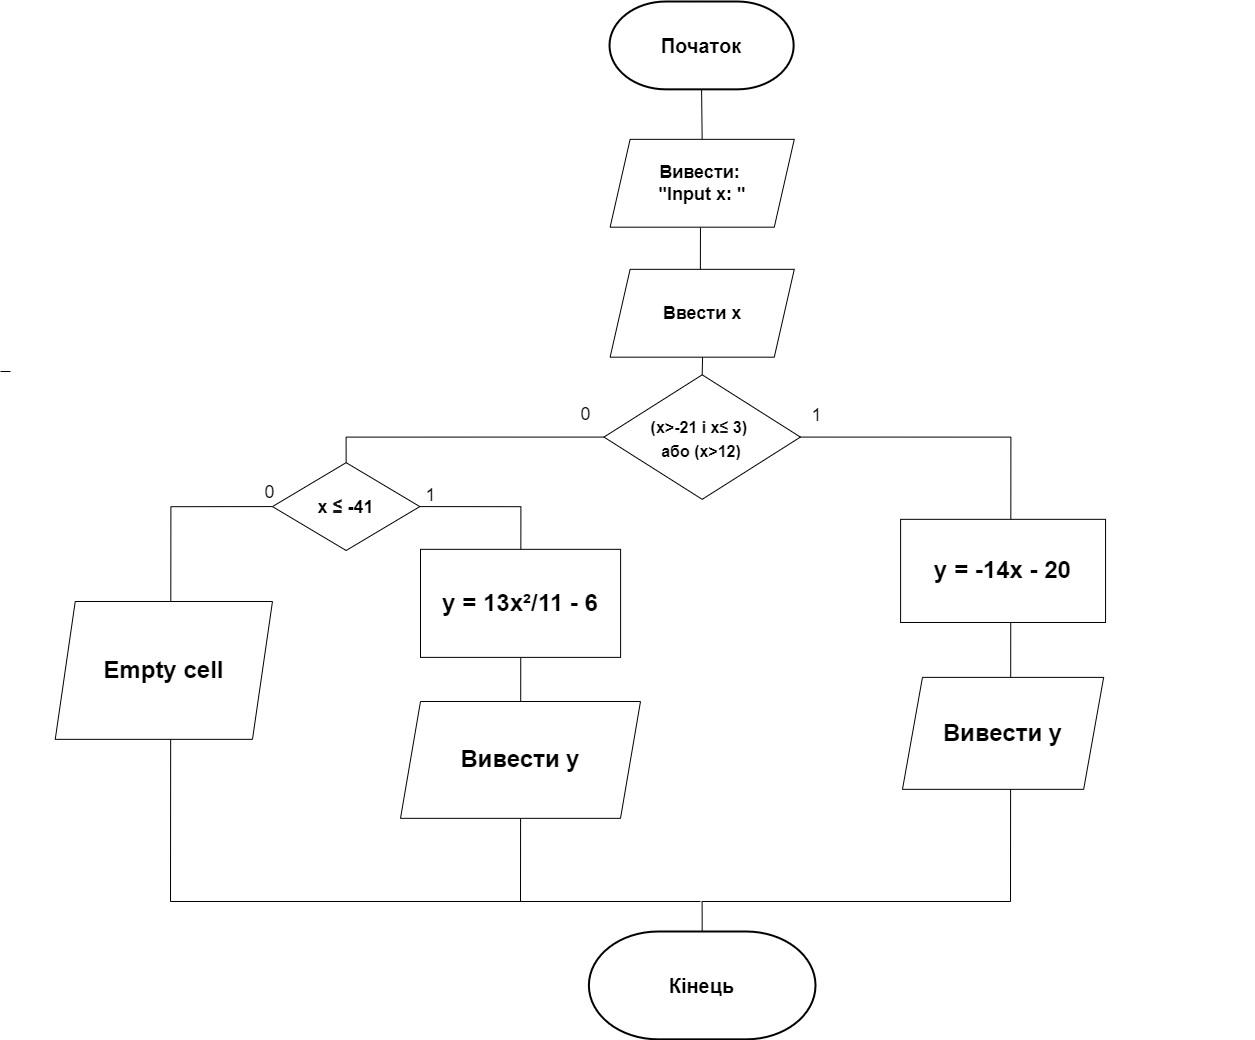 Початок
Вивести:
"Input x: "
Ввести x
0
1
(x>-21 і x≤ 3)
або (x>12)
0
1
x ≤ -41
y = -14x - 20
y = 13x²/11 - 6
Empty cell
Вивести y
Вивести y
Кінець